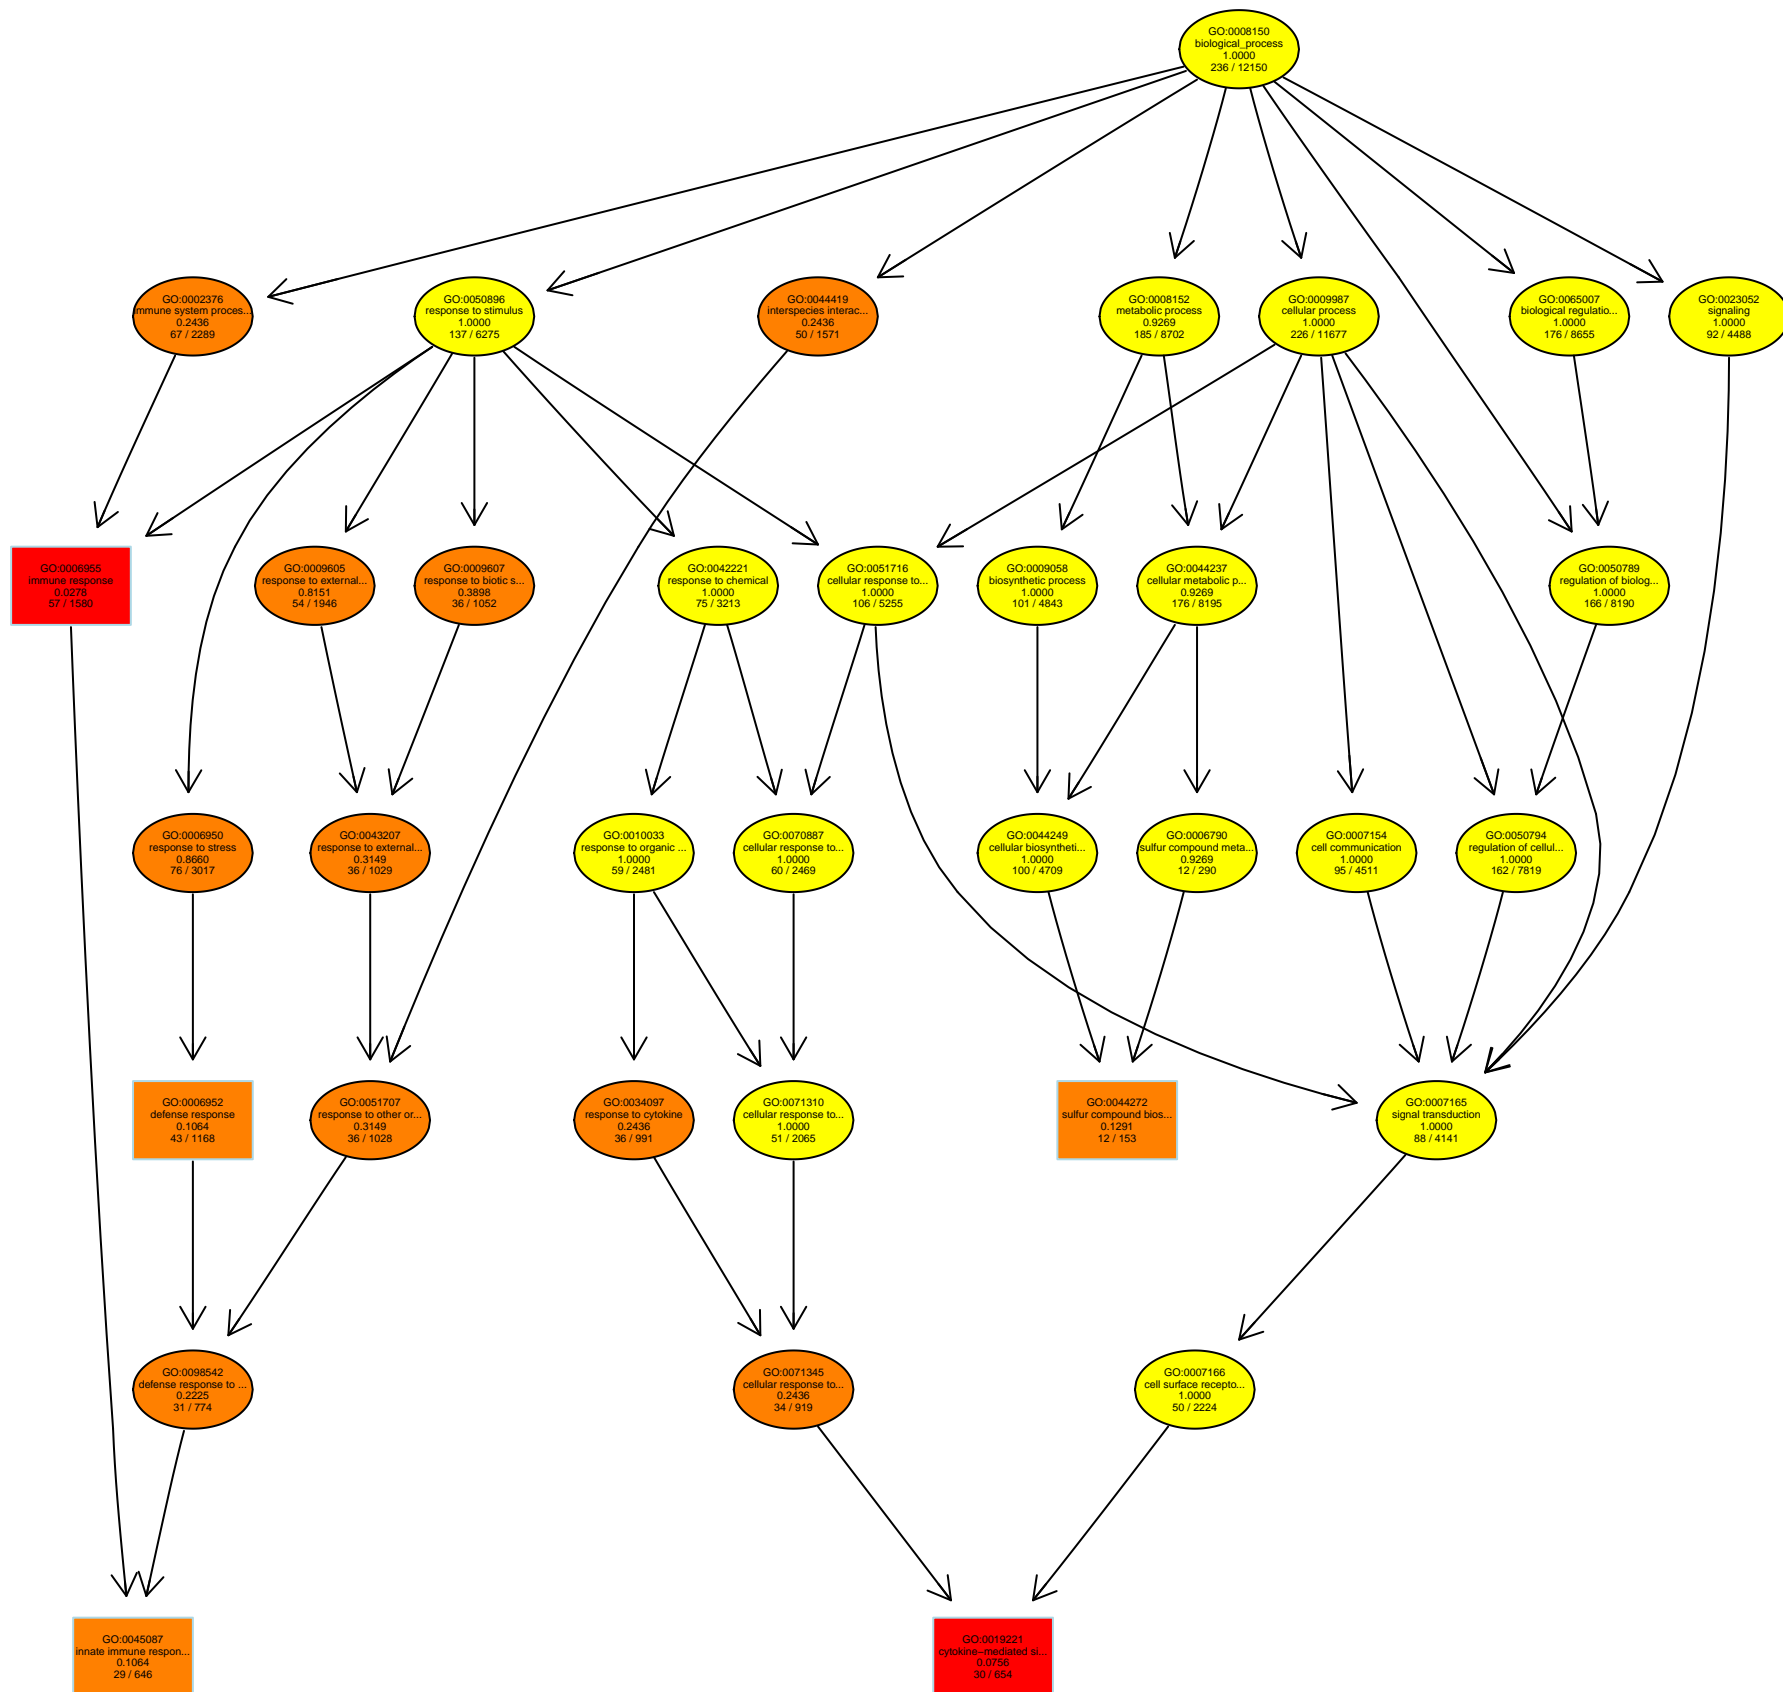 GO:0008150
biological_process
1.0000
236 / 12150
GO:0002376
immune system proces...
0.2436
67 / 2289
GO:0050896
response to stimulus
1.0000
137 / 6275
GO:0044419
interspecies interac...
0.2436
50 / 1571
GO:0008152
metabolic process
0.9269
185 / 8702
GO:0009987
cellular process
1.0000
226 / 11677
GO:0065007
biological regulatio...
1.0000
176 / 8655
GO:0023052
signaling
1.0000
92 / 4488
GO:0006955
immune response
0.0278
57 / 1580
GO:0009605
response to external...
0.8151
54 / 1946
GO:0009607
response to biotic s...
0.3898
36 / 1052
GO:0042221
response to chemical
1.0000
75 / 3213
GO:0051716
cellular response to...
1.0000
106 / 5255
GO:0009058
biosynthetic process
1.0000
101 / 4843
GO:0044237
cellular metabolic p...
0.9269
176 / 8195
GO:0050789
regulation of biolog...
1.0000
166 / 8190
GO:0006950
response to stress
0.8660
76 / 3017
GO:0043207
response to external...
0.3149
36 / 1029
GO:0010033
response to organic ...
1.0000
59 / 2481
GO:0070887
cellular response to...
1.0000
60 / 2469
GO:0044249
cellular biosyntheti...
1.0000
100 / 4709
GO:0006790
sulfur compound meta...
0.9269
12 / 290
GO:0007154
cell communication
1.0000
95 / 4511
GO:0050794
regulation of cellul...
1.0000
162 / 7819
GO:0006952
defense response
0.1064
43 / 1168
GO:0051707
response to other or...
0.3149
36 / 1028
GO:0034097
response to cytokine
0.2436
36 / 991
GO:0071310
cellular response to...
1.0000
51 / 2065
GO:0044272
sulfur compound bios...
0.1291
12 / 153
GO:0007165
signal transduction
1.0000
88 / 4141
GO:0098542
defense response to ...
0.2225
31 / 774
GO:0071345
cellular response to...
0.2436
34 / 919
GO:0007166
cell surface recepto...
1.0000
50 / 2224
GO:0045087
innate immune respon...
0.1064
29 / 646
GO:0019221
cytokine−mediated si...
0.0756
30 / 654